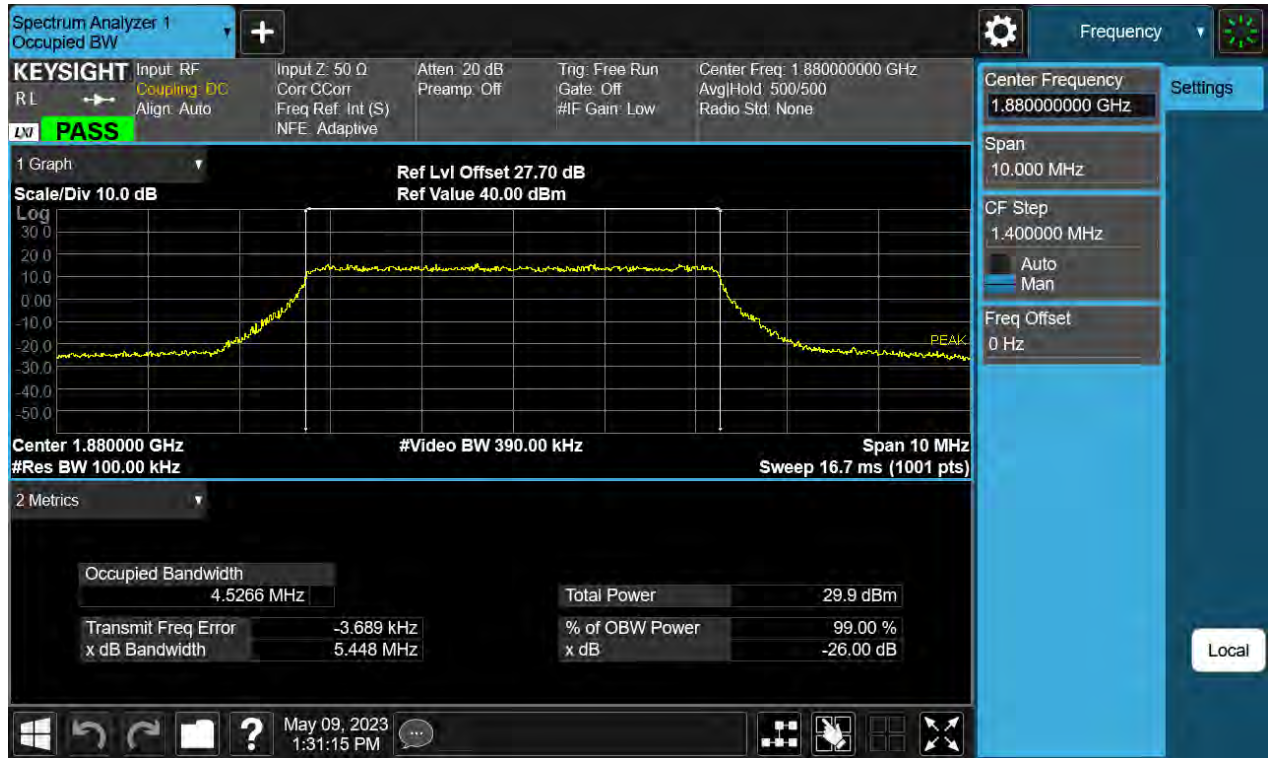 Spectrum Analyzer 1
Occupied BW
Frequency
KEYSIGHT
RL
LXI
PASS
Input: RF
Coupling: DC
Align: Auto
Input Z: 50 Ω
Corr CCorr
Freq Ref: Int (S)
NFE: Adaptive
Atten: 20 dB
Preamp: Off
Trig: Free Run
Gate: Off
#IF Gain: Low
Center Freq: 1.880000000 GHz
Avg|Hold: 500/500
Radio Std: None
Center Frequency
1.880000000 GHz
Settings
Span
10.000 MHz
CF Step
1.400000 MHz
Auto
Man
Freq Offset
0 Hz
Local
1 Graph
Scale/Div 10.0 dB
Ref Lvl Offset 27.70 dB
Ref Value 40.00 dBm
Log
30.0
20.0
10.0
0.00
-10.0
-20.0
-30.0
-40.0
-50.0
PEAK
Center 1.880000 GHz
#Res BW 100.00 kHz
#Video BW 390.00 kHz
Span 10 MHz
Sweep 16.7 ms (1001 pts)
2 Metrics
Occupied Bandwidth
4.5266 MHz
Transmit Freq Error -3.689 kHz
x dB Bandwidth 5.448 MHz
Total Power 29.9 dBm
% of OBW Power 99.00 %
x dB -26.00 dB
May 09, 2023
1:31:15 PM